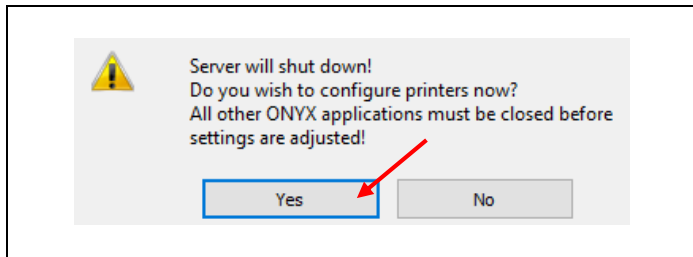 Server will shut down!
Do you wish to configure printers now?
All other ONYX applications must be closed before
settings are adjusted!
Yes
No